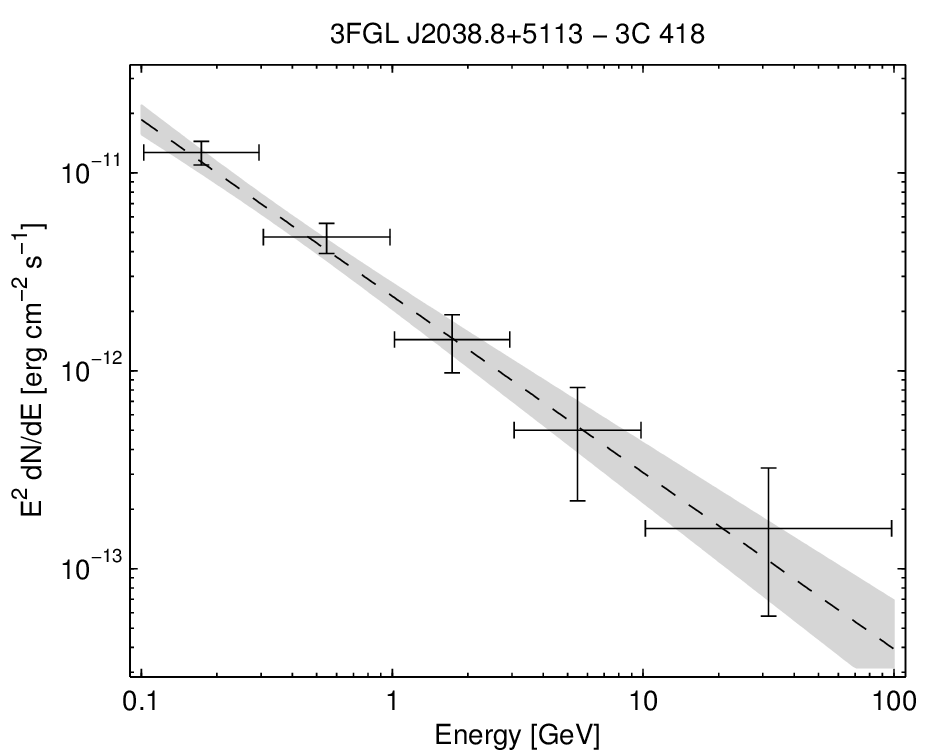 3FGL J2038.8+5113 − 3C 418
E² dN/dE [erg cm⁻² s⁻¹]
10⁻¹¹
10⁻¹²
10⁻¹³
0.1 1 10 100
Energy [GeV]